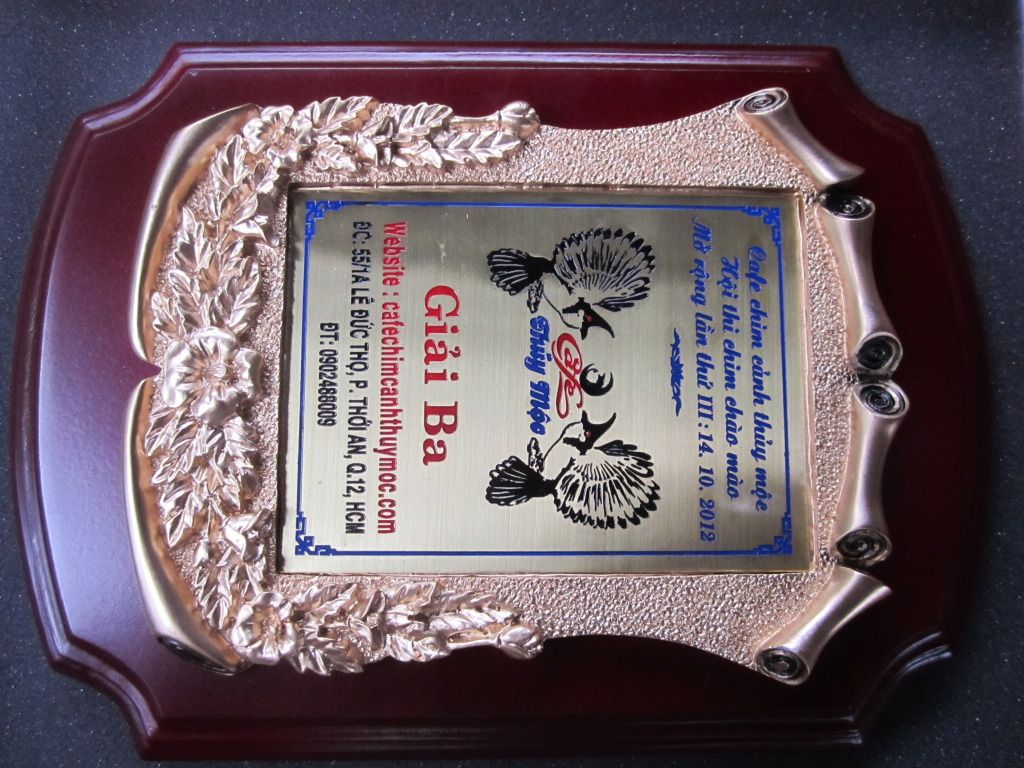 Cafe chim cảnh thủy mộc
Hội thi chim chào mào
Mở rộng lần thứ III : 14. 10. 2012
Cafe
Thủy Mộc
Giải Ba
Website : cafechimcanhthuymoc.com
ĐC: 55/1A LÊ ĐỨC THỌ, P. THỚI AN, Q.12, HCM
ĐT: 0902488009